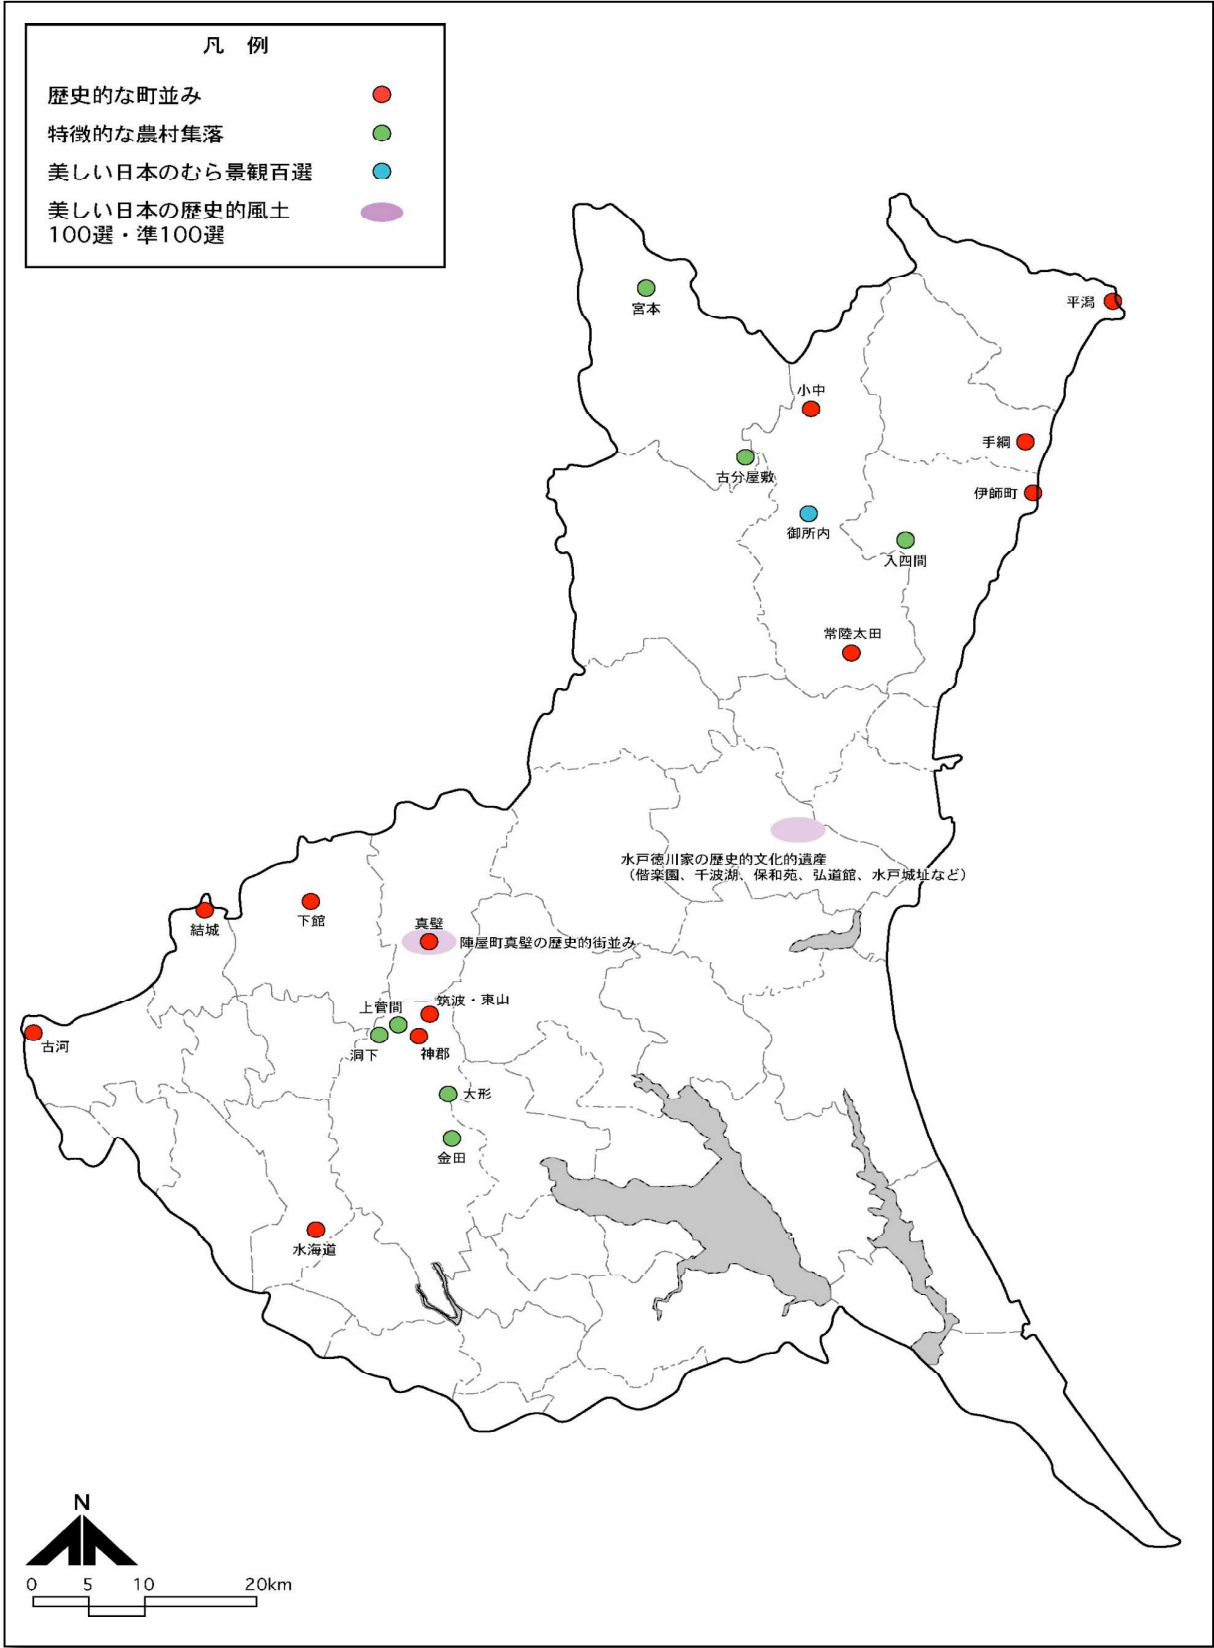 凡 例
歴史的な町並み
特徴的な農村集落
美しい日本のむら景観百選
美しい日本の歴史的風土
100選・準100選
宮本
平潟
小中
手綱
古分屋敷
伊師町
御所内
入四間
常陸太田
水戸徳川家の歴史的文化的遺産
（偕楽園、千波湖、保和苑、弘道館、水戸城址など）
結城
下館
真壁
陣屋町真壁の歴史的街並み
上菅間
筑波・東山
古河
洞下
神郡
大形
金田
水海道
N
0 5 10 20km